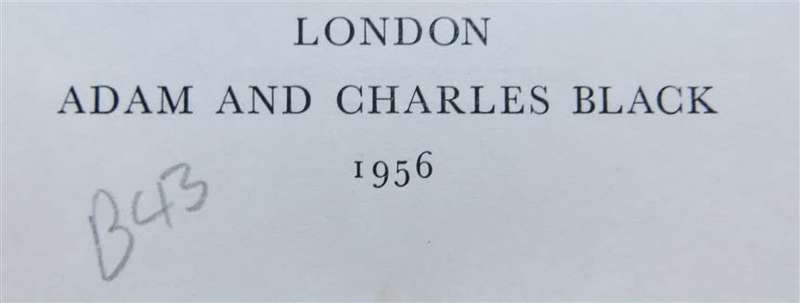 LONDON
ADAM AND CHARLES BLACK
1956
B43